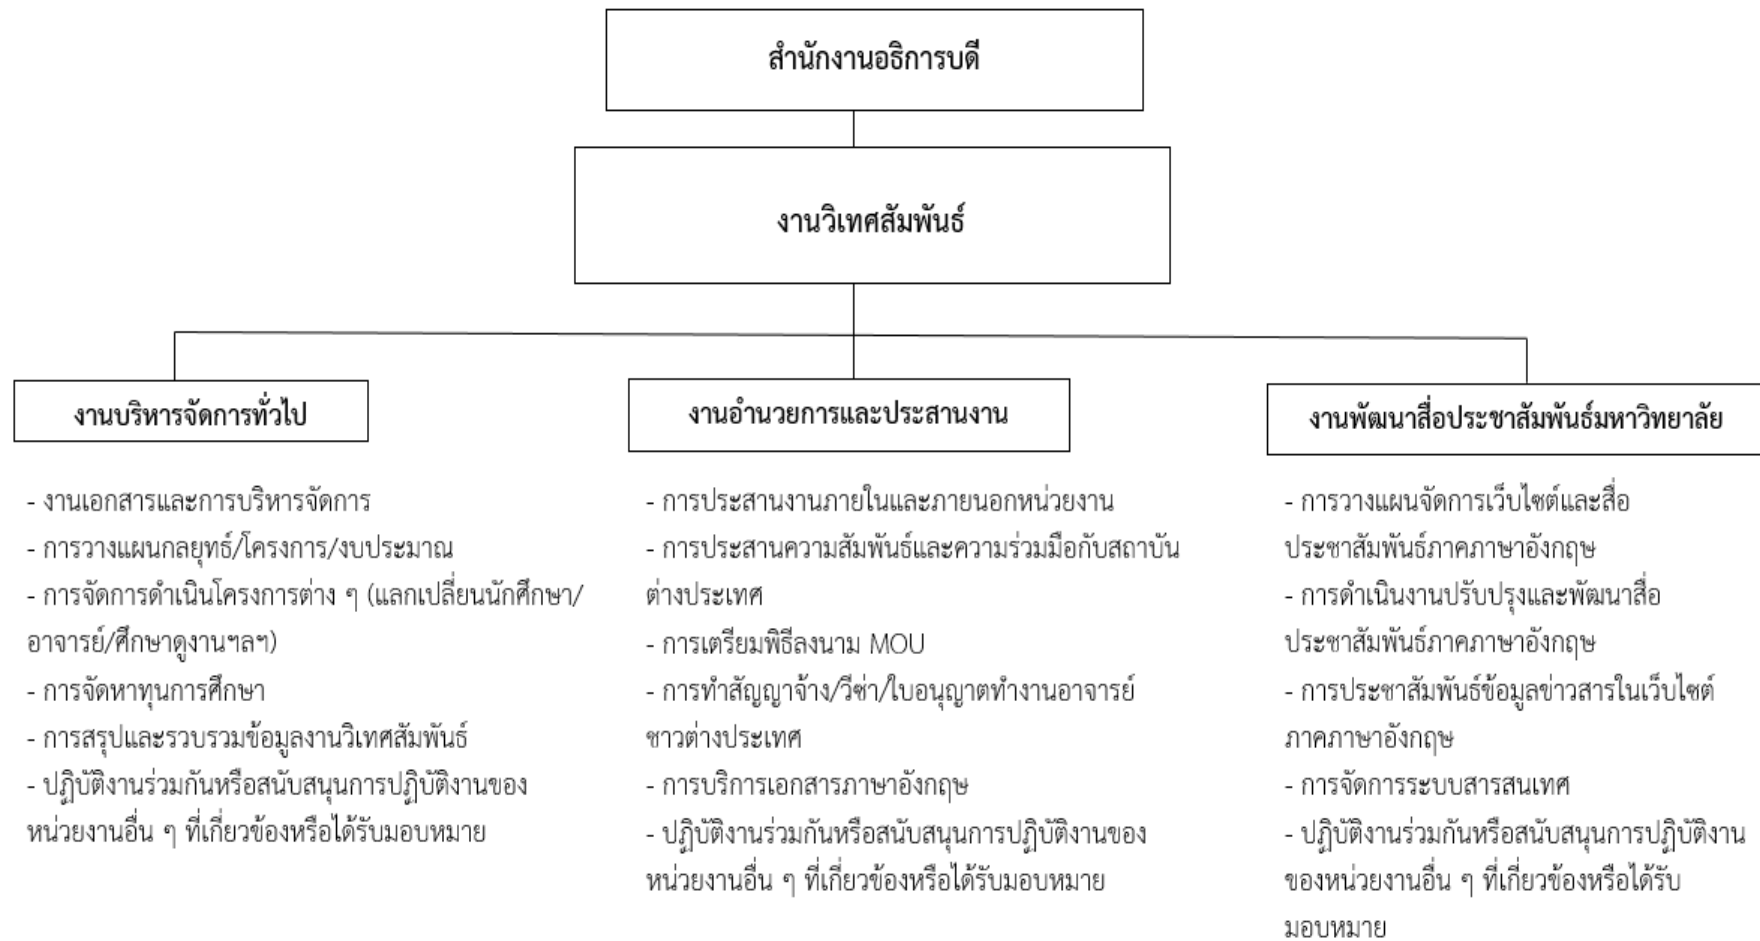 สำนักงานอธิการบดี
งานวิเทศสัมพันธ์
งานบริหารจัดการทั่วไป
- งานเอกสารและการบริหารจัดการ
- การวางแผนกลยุทธ์/โครงการ/งบประมาณ
- การจัดการดำเนินโครงการต่าง ๆ (แลกเปลี่ยนนักศึกษา/
อาจารย์/ศึกษาดูงานฯลฯ)
- การจัดหาทุนการศึกษา
- การสรุปและรวบรวมข้อมูลงานวิเทศสัมพันธ์
- ปฏิบัติงานร่วมกันหรือสนับสนุนการปฏิบัติงานของ
หน่วยงานอื่น ๆ ที่เกี่ยวข้องหรือได้รับมอบหมาย
งานอำนวยการและประสานงาน
- การประสานงานภายในและภายนอกหน่วยงาน
- การประสานความสัมพันธ์และความร่วมมือกับสถาบัน
ต่างประเทศ
- การเตรียมพิธีลงนาม MOU
- การทำสัญญาจ้าง/วีซ่า/ใบอนุญาตทำงานอาจารย์
ชาวต่างประเทศ
- การบริการเอกสารภาษาอังกฤษ
- ปฏิบัติงานร่วมกันหรือสนับสนุนการปฏิบัติงานของ
หน่วยงานอื่น ๆ ที่เกี่ยวข้องหรือได้รับมอบหมาย
งานพัฒนาสื่อประชาสัมพันธ์มหาวิทยาลัย
- การวางแผนจัดการเว็บไซต์และสื่อ
ประชาสัมพันธ์ภาคภาษาอังกฤษ
- การดำเนินงานปรับปรุงและพัฒนาสื่อ
ประชาสัมพันธ์ภาคภาษาอังกฤษ
- การประชาสัมพันธ์ข้อมูลข่าวสารในเว็บไซต์
ภาคภาษาอังกฤษ
- การจัดการระบบสารสนเทศ
- ปฏิบัติงานร่วมกันหรือสนับสนุนการปฏิบัติงาน
ของหน่วยงานอื่น ๆ ที่เกี่ยวข้องหรือได้รับ
มอบหมาย